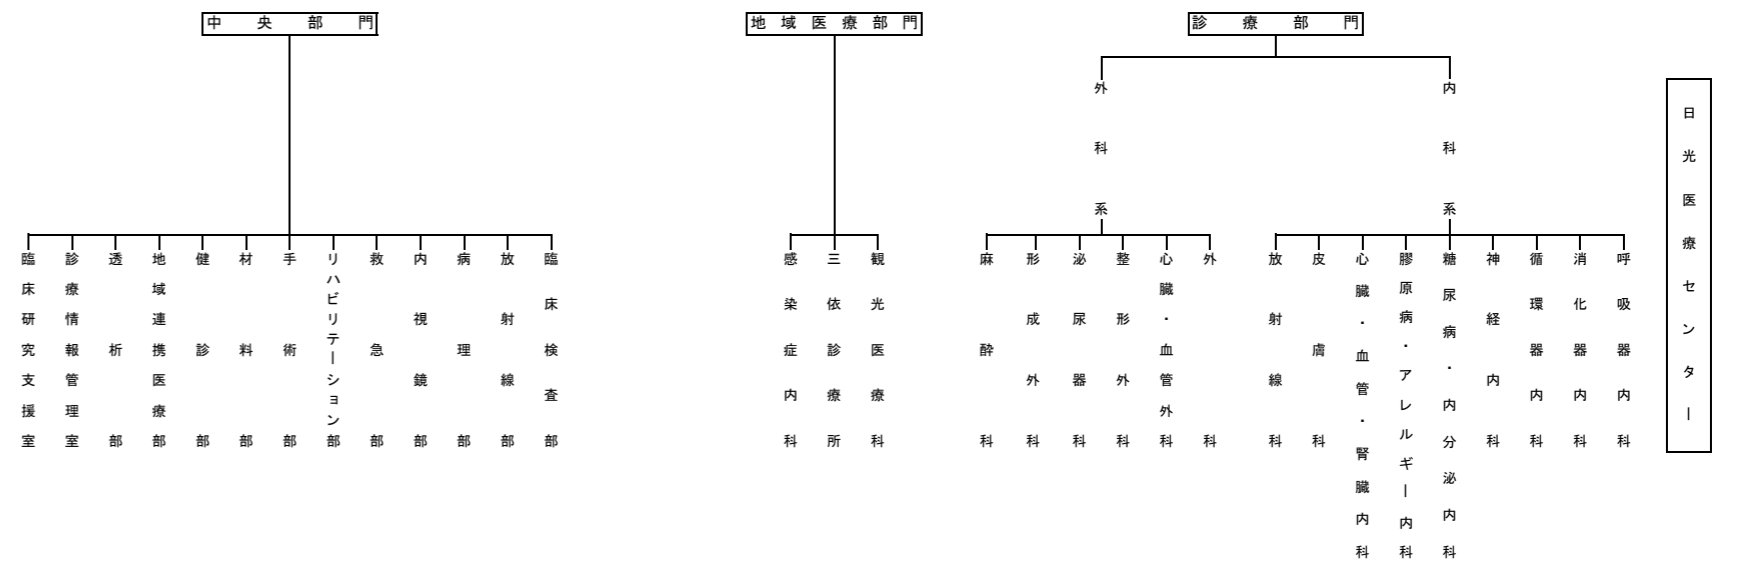 日光医療センター
診療部門
内科系
呼吸器内科
消化器内科
循環器内科
神経内科
糖尿病・内分泌内科
膠原病・アレルギー内科
心臓・血管・腎臓内科
皮膚科
放射線科
外科系
外科
心臓・血管外科
整形外科
泌尿器科
形成外科
麻酔科
地域医療部門
観光医療科
三依診療所
感染症内科
中央部門
臨床検査部
放射線部
病理部
内視鏡部
救急部
リハビリテーション部
手術部
材料部
健診部
地域連携医療部
透析部
診療情報管理室
臨床研究支援室